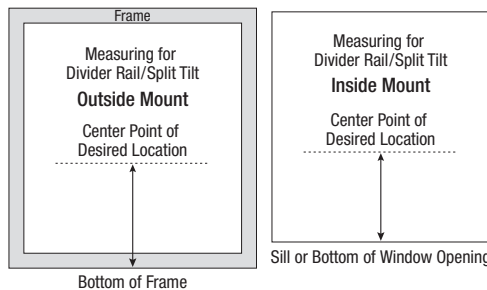 Frame
Measuring for
Divider Rail/Split Tilt
Outside Mount
Center Point of
Desired Location
Bottom of Frame
Measuring for
Divider Rail/Split Tilt
Inside Mount
Center Point of
Desired Location
Sill or Bottom of Window Opening